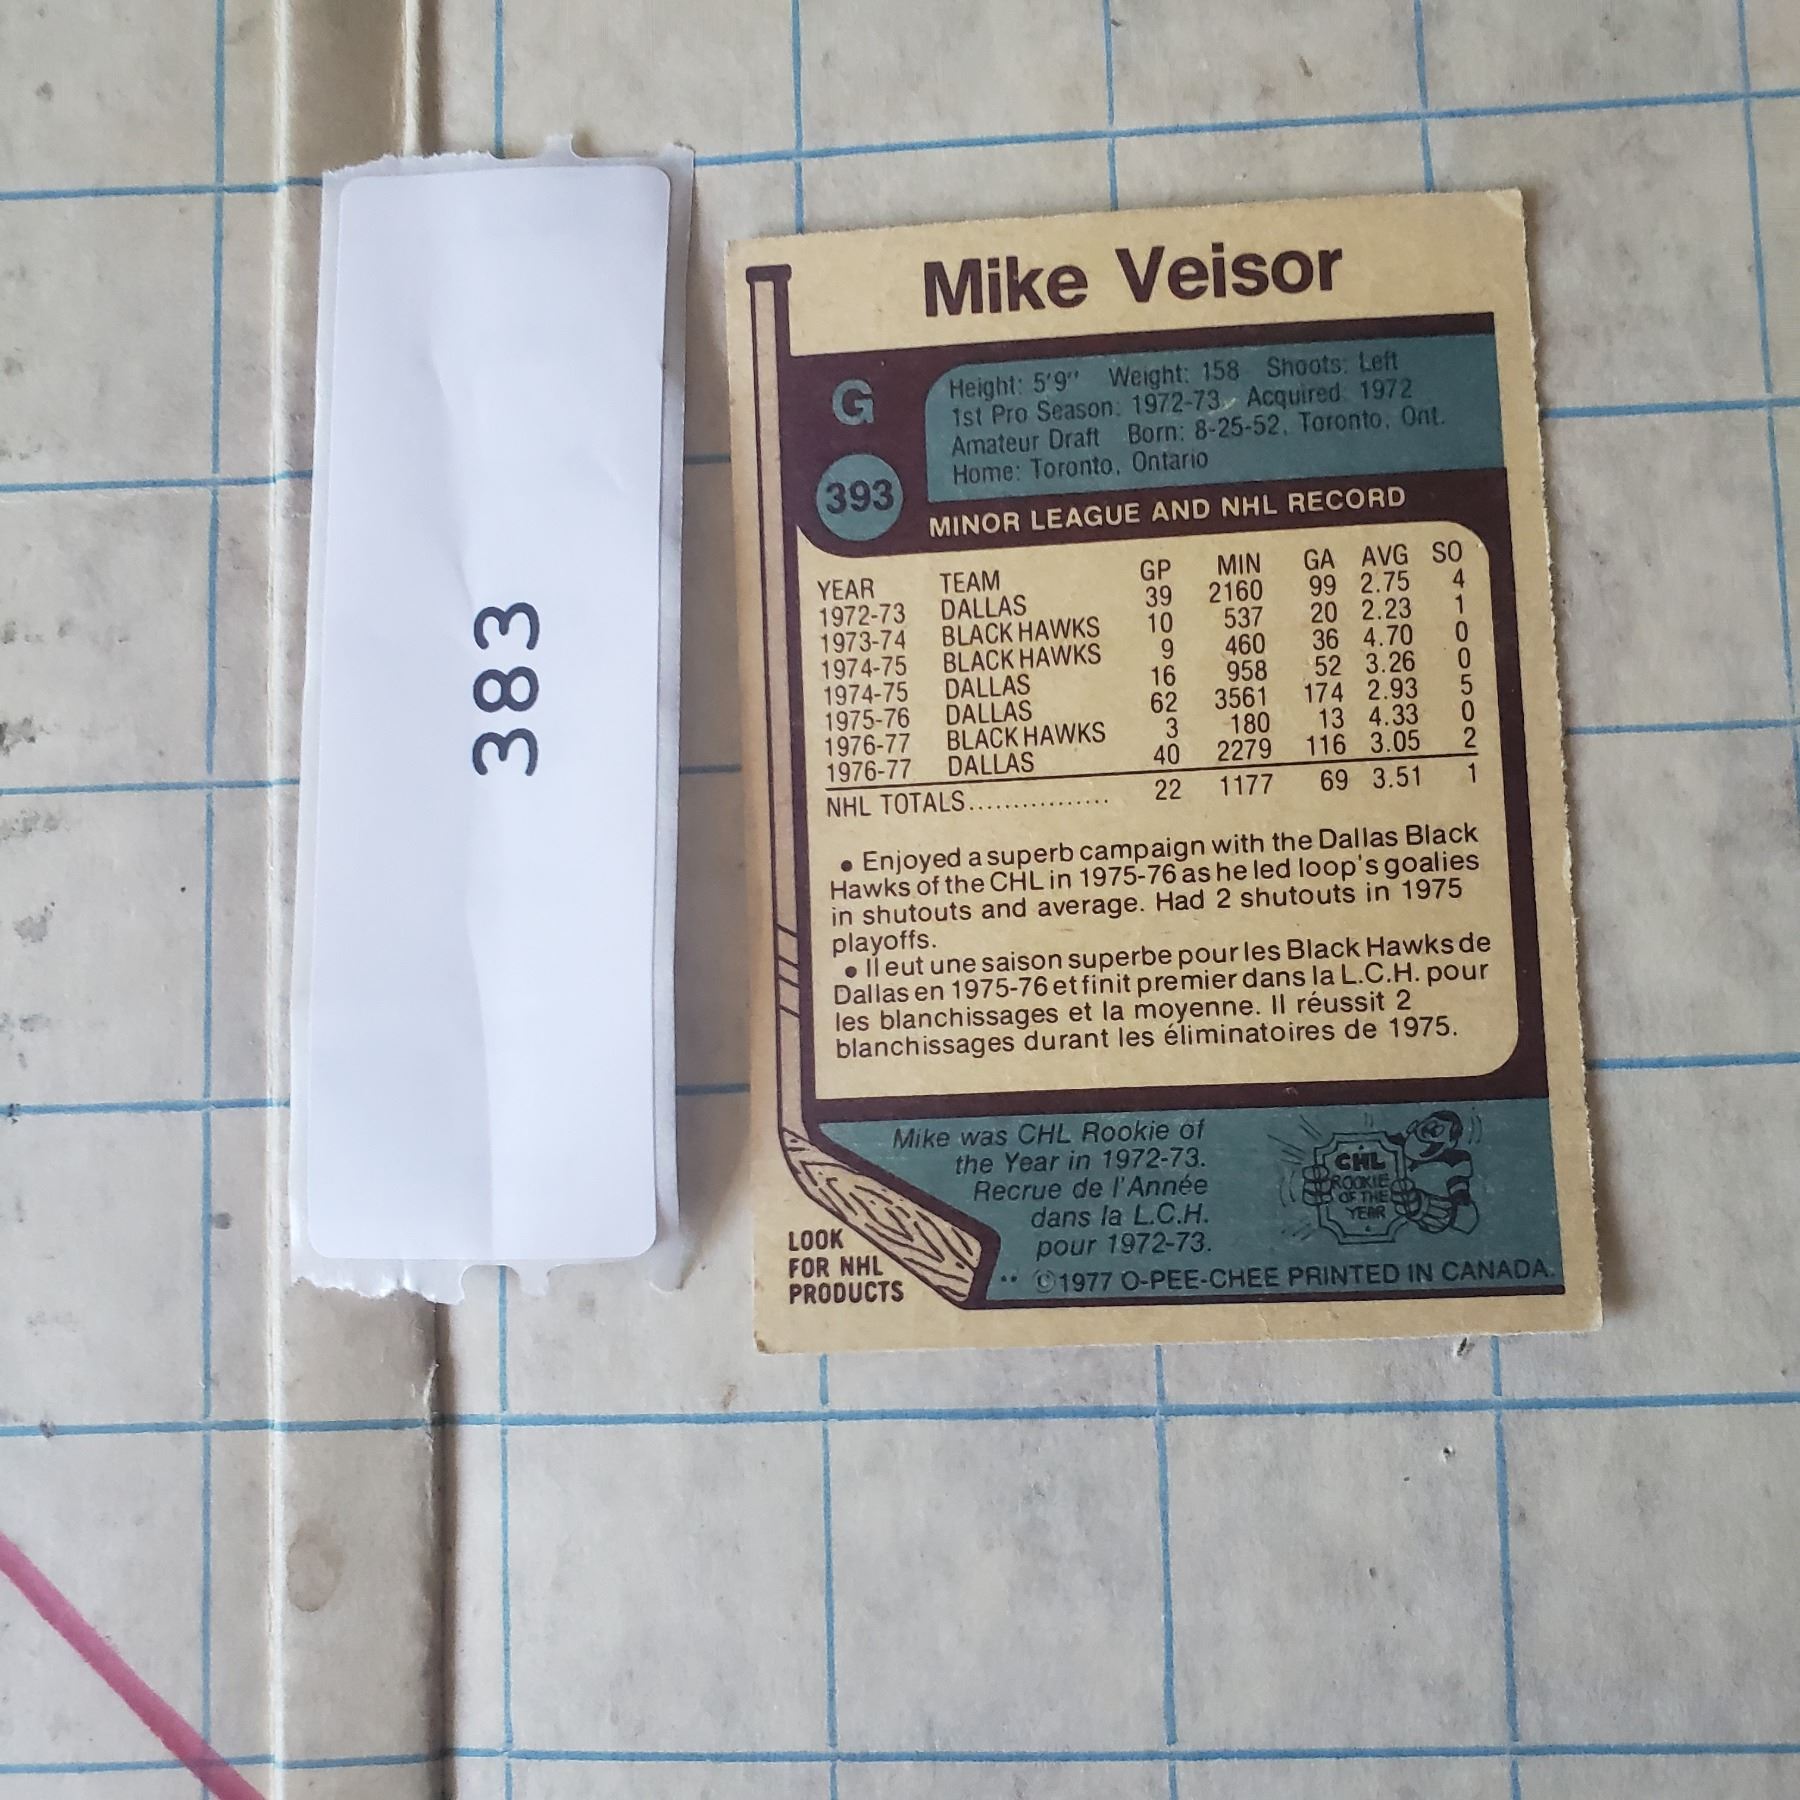 383
Mike Veisor
G
Height: 5'9" Weight: 158 Shoots: Left
1st Pro Season: 1972-73, Acquired: 1972
Amateur Draft Born: 8-25-52, Toronto, Ont.
Home: Toronto, Ontario
393
MINOR LEAGUE AND NHL RECORD
YEAR TEAM GP MIN GA AVG SO
1972-73 DALLAS 39 2160 99 2.75 4
1973-74 BLACK HAWKS 10 537 20 2.23 1
1974-75 BLACK HAWKS 9 460 36 4.70 0
1974-75 DALLAS 16 958 52 3.26 0
1975-76 DALLAS 62 3561 174 2.93 5
1976-77 BLACK HAWKS 3 180 13 4.33 0
1976-77 DALLAS 40 2279 116 3.05 2
NHL TOTALS................ 22 1177 69 3.51 1
• Enjoyed a superb campaign with the Dallas Black
Hawks of the CHL in 1975-76 as he led loop's goalies
in shutouts and average. Had 2 shutouts in 1975
playoffs.
• Il eut une saison superbe pour les Black Hawks de
Dallas en 1975-76 et finit premier dans la L.C.H. pour
les blanchissages et la moyenne. Il réussit 2
blanchissages durant les éliminatoires de 1975.
Mike was CHL Rookie of
the Year in 1972-73.
Recrue de l'Année
dans la L.C.H.
pour 1972-73.
CHL
ROOKIE
OF THE
YEAR
LOOK
FOR NHL
PRODUCTS
** ©1977 O-PEE-CHEE PRINTED IN CANADA.